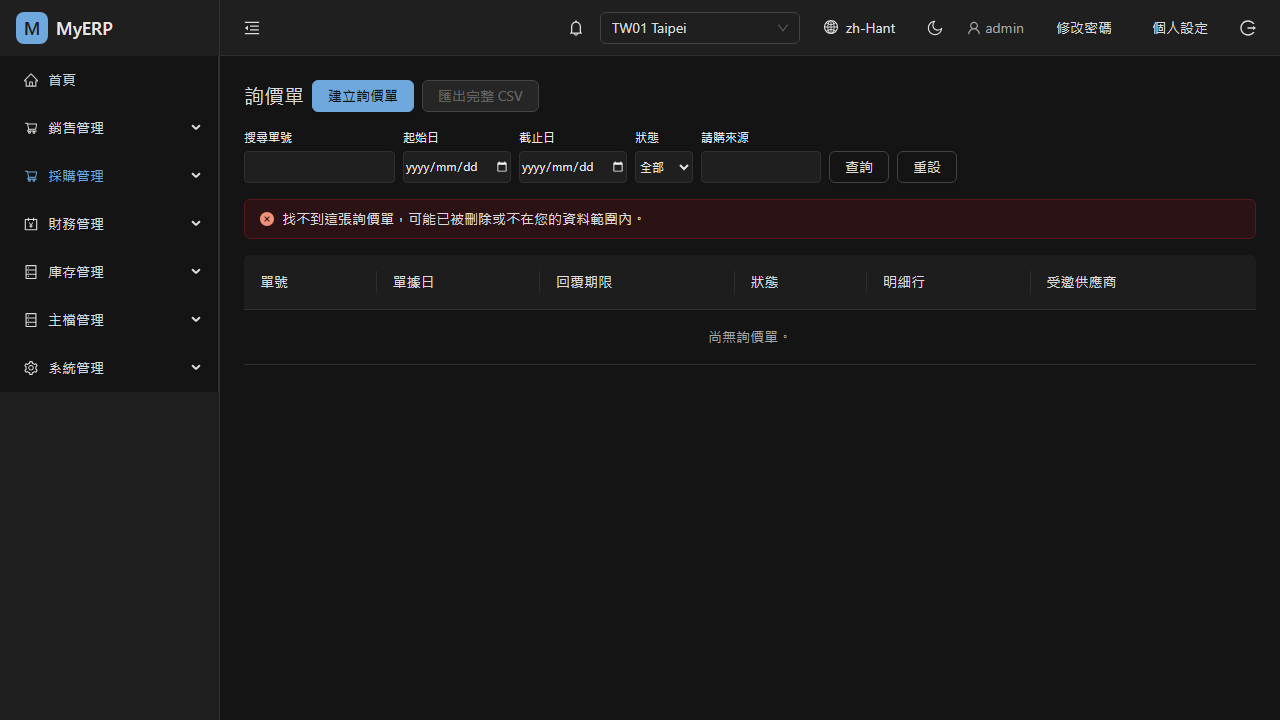 M MyERP
TW01 Taipei
zh-Hant
admin
修改密碼
個人設定
首頁
銷售管理
採購管理
財務管理
庫存管理
主檔管理
系統管理
詢價單
建立詢價單
匯出完整 CSV
搜尋單號
起始日
截止日
狀態
請購來源
yyyy/mm/dd
yyyy/mm/dd
全部
查詢
重設
找不到這張詢價單，可能已被刪除或不在您的資料範圍內。
單號
單據日
回覆期限
狀態
明細行
受邀供應商
尚無詢價單。